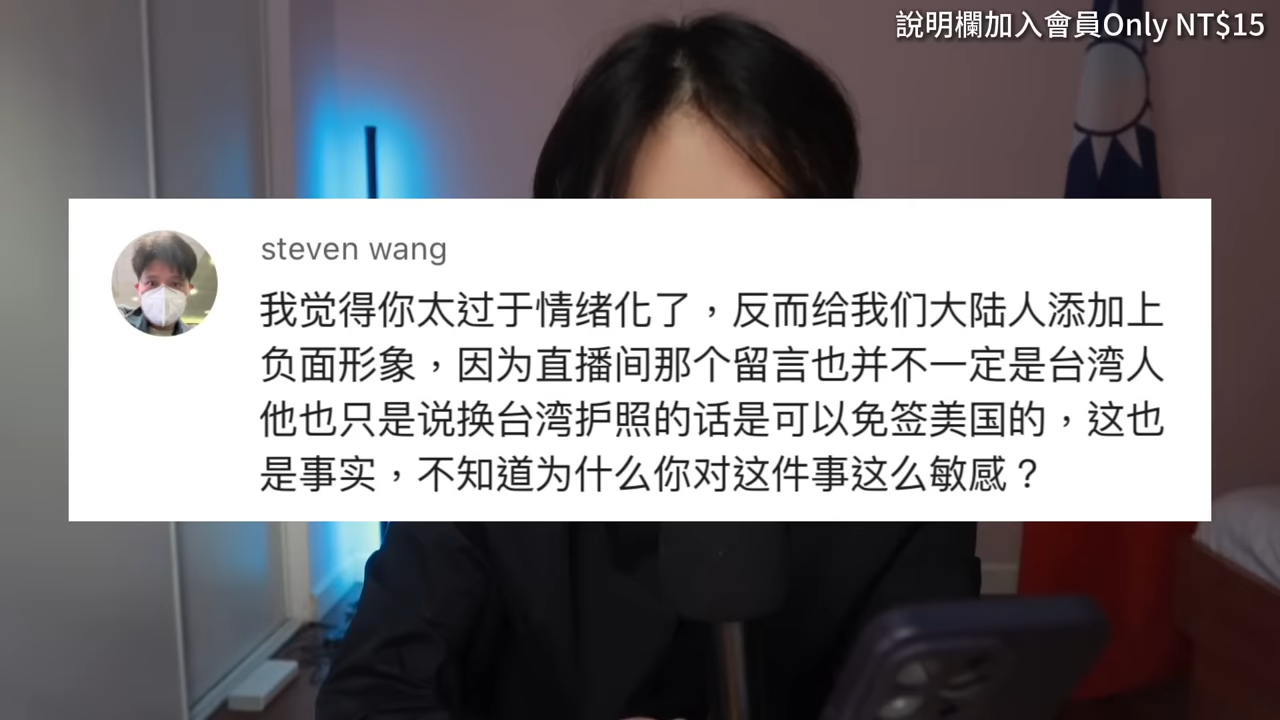 說明欄加入會員Only NT$15
steven wang
我觉得你太过于情绪化了，反而给我们大陆人添加上
负面形象，因为直播间那个留言也并不一定是台湾人
他也只是说换台湾护照的话是可以免签美国的，这也
是事实，不知道为什么你对这件事这么敏感？